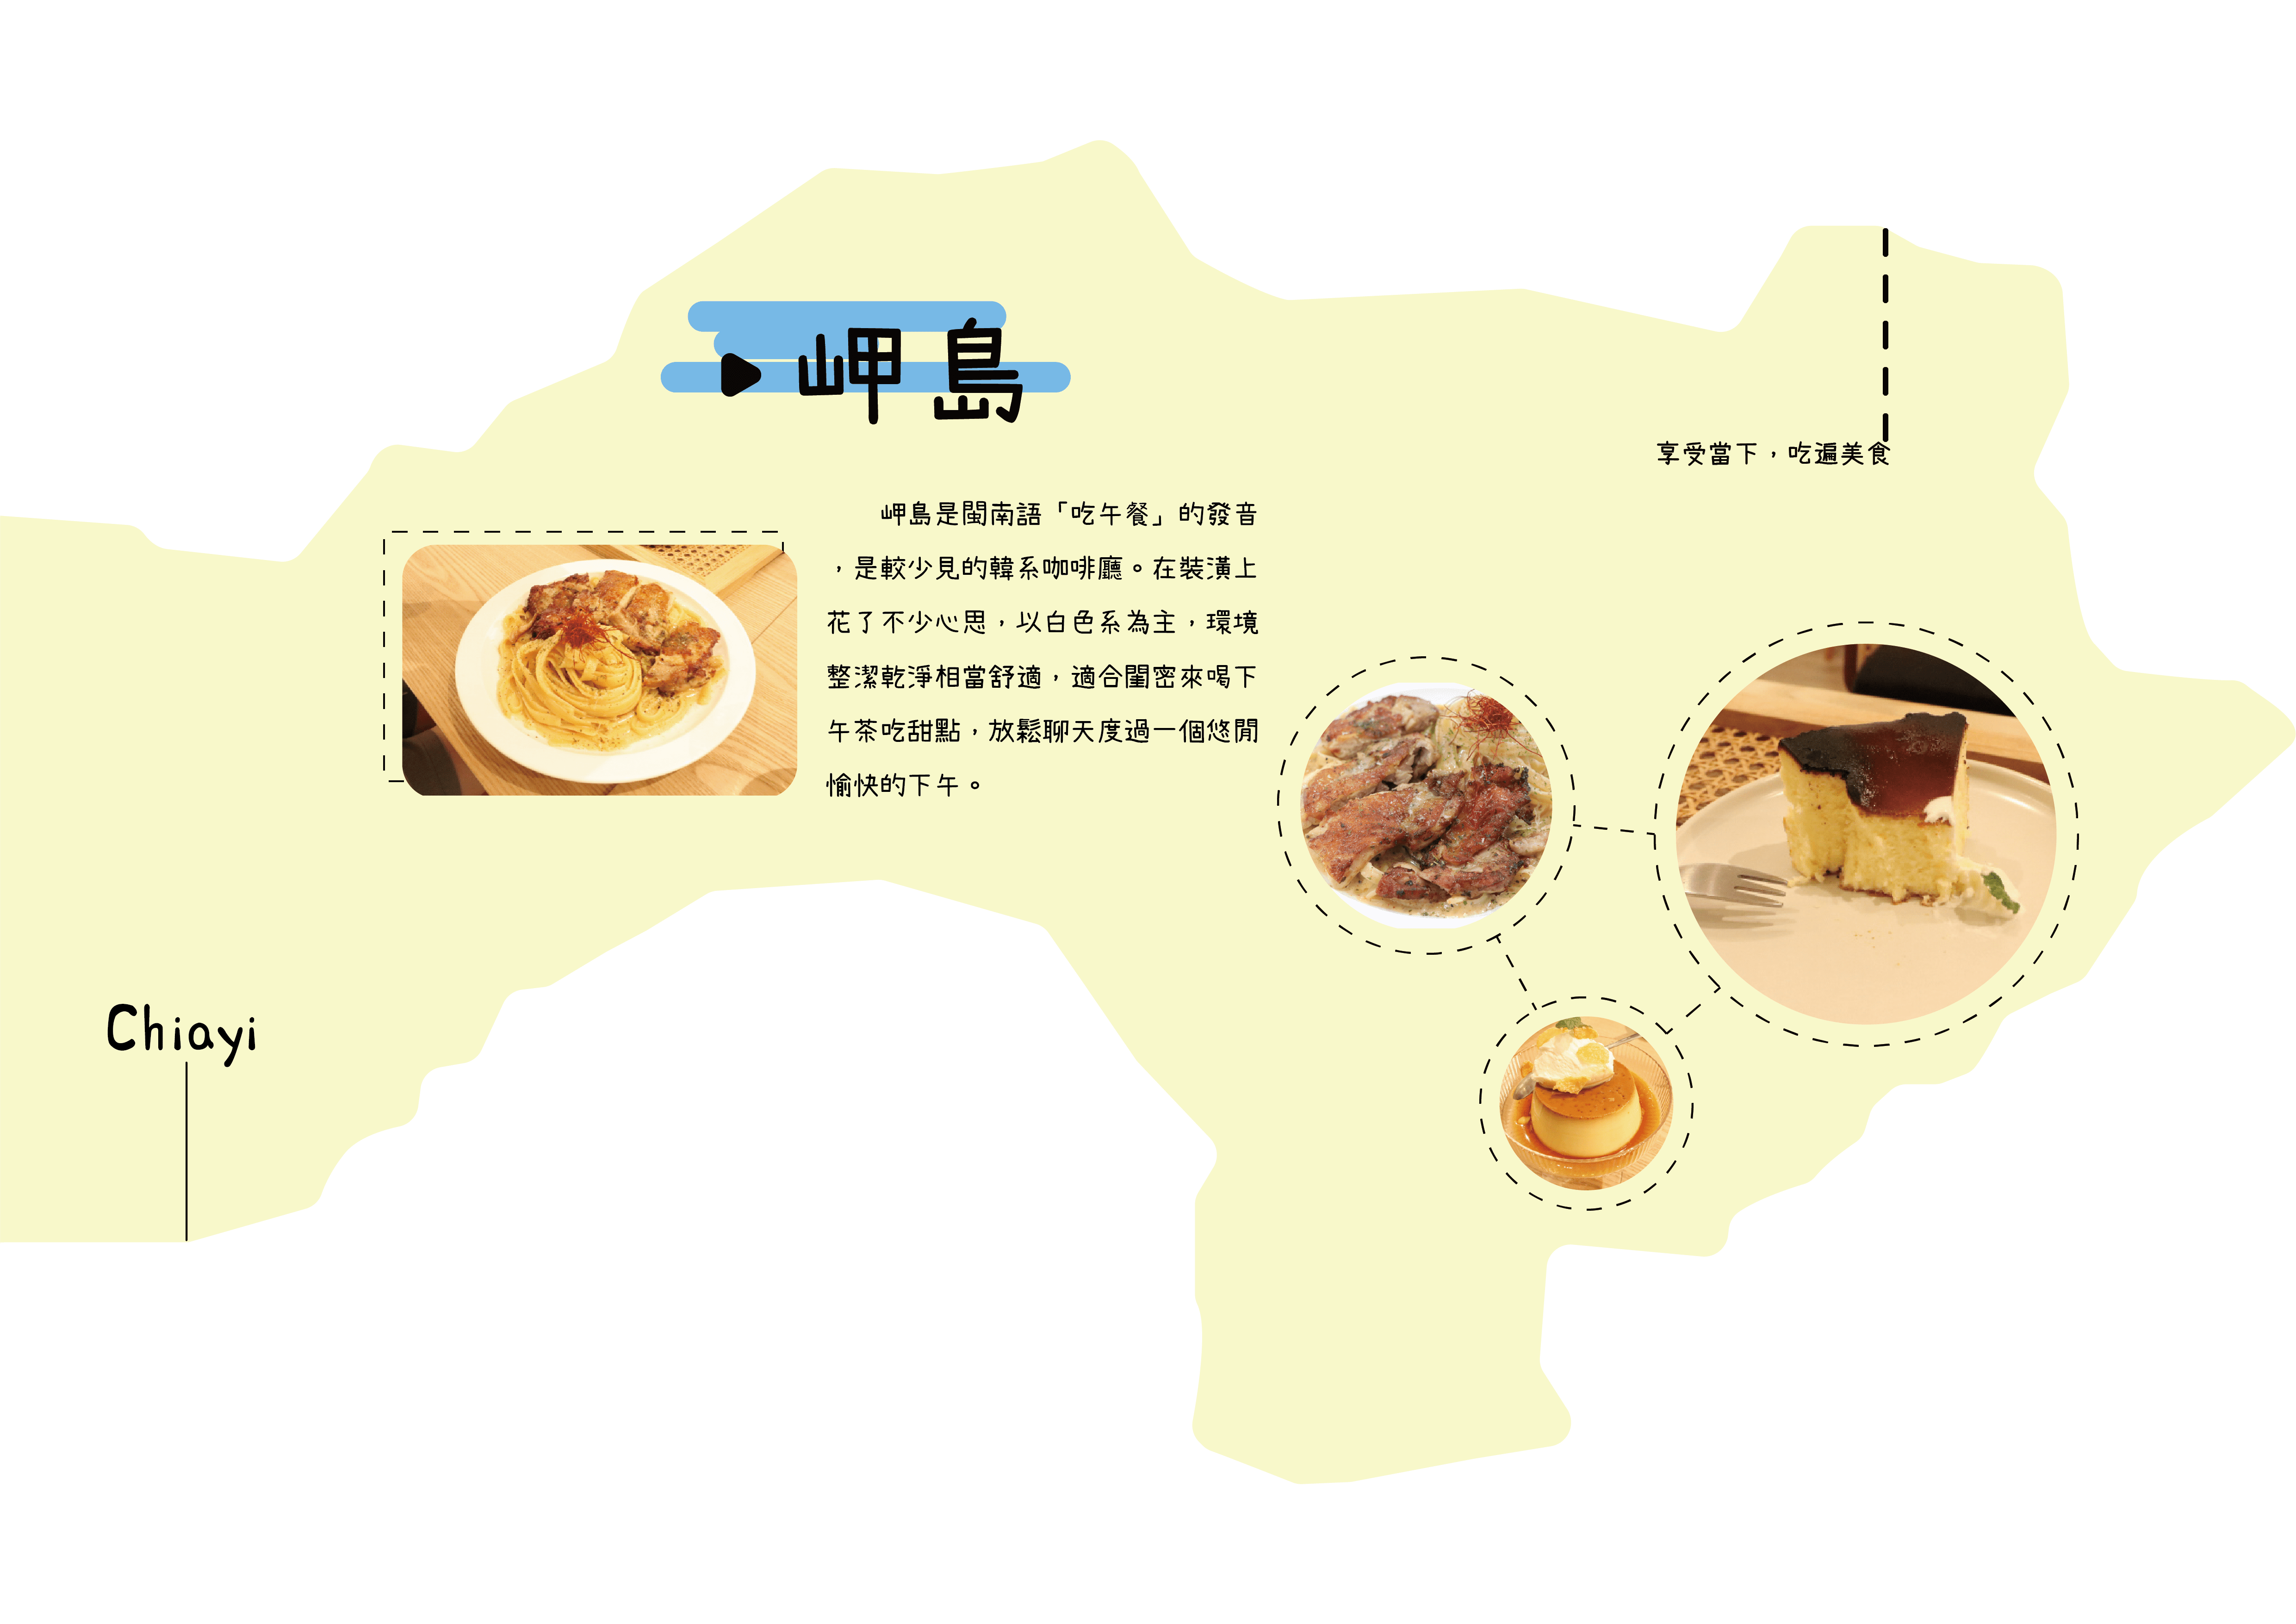 岬島
享受當下，吃遍美食
岬島是閩南語「吃午餐」的發音
，是較少見的韓系咖啡廳。在裝潢上
花了不少心思，以白色系為主，環境
整潔乾淨相當舒適，適合閨密來喝下
午茶吃甜點，放鬆聊天度過一個悠閒
愉快的下午。
Chiayi